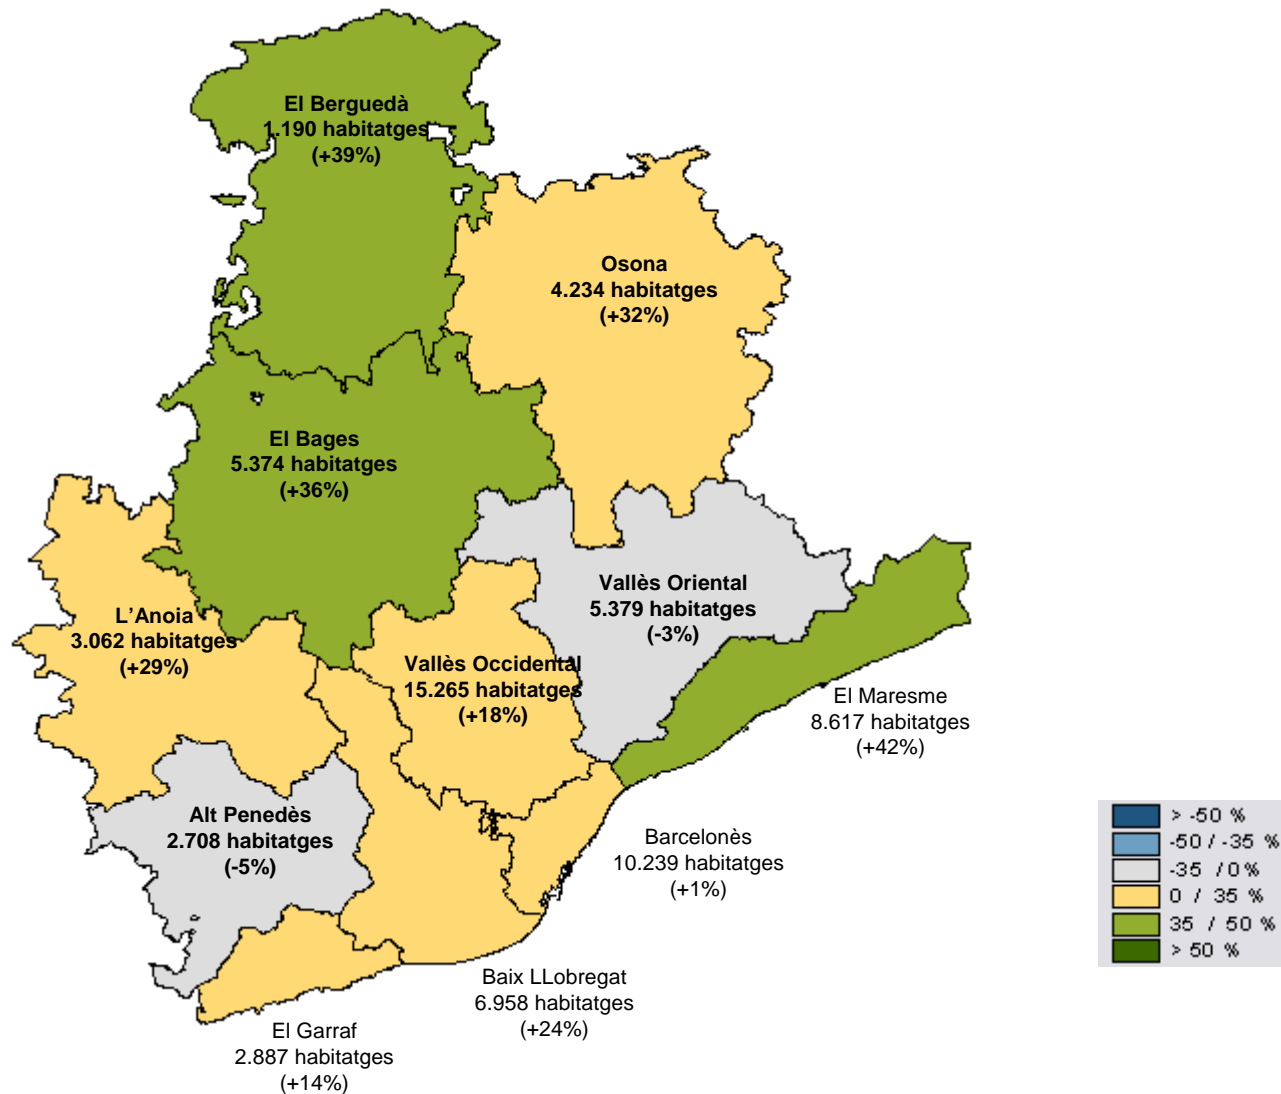 El Berguedà
1.190 habitatges
(+39%)
Osona
4.234 habitatges
(+32%)
El Bages
5.374 habitatges
(+36%)
Vallès Oriental
5.379 habitatges
(-3%)
L'Anoia
3.062 habitatges
(+29%)
Vallès Occidental
15.265 habitatges
(+18%)
El Maresme
8.617 habitatges
(+42%)
Alt Penedès
2.708 habitatges
(-5%)
Barcelonès
10.239 habitatges
(+1%)
Baix LLobregat
6.958 habitatges
(+24%)
El Garraf
2.887 habitatges
(+14%)
> -50 %
-50 / -35 %
-35 / 0%
0 / 35 %
35 / 50 %
> 50 %